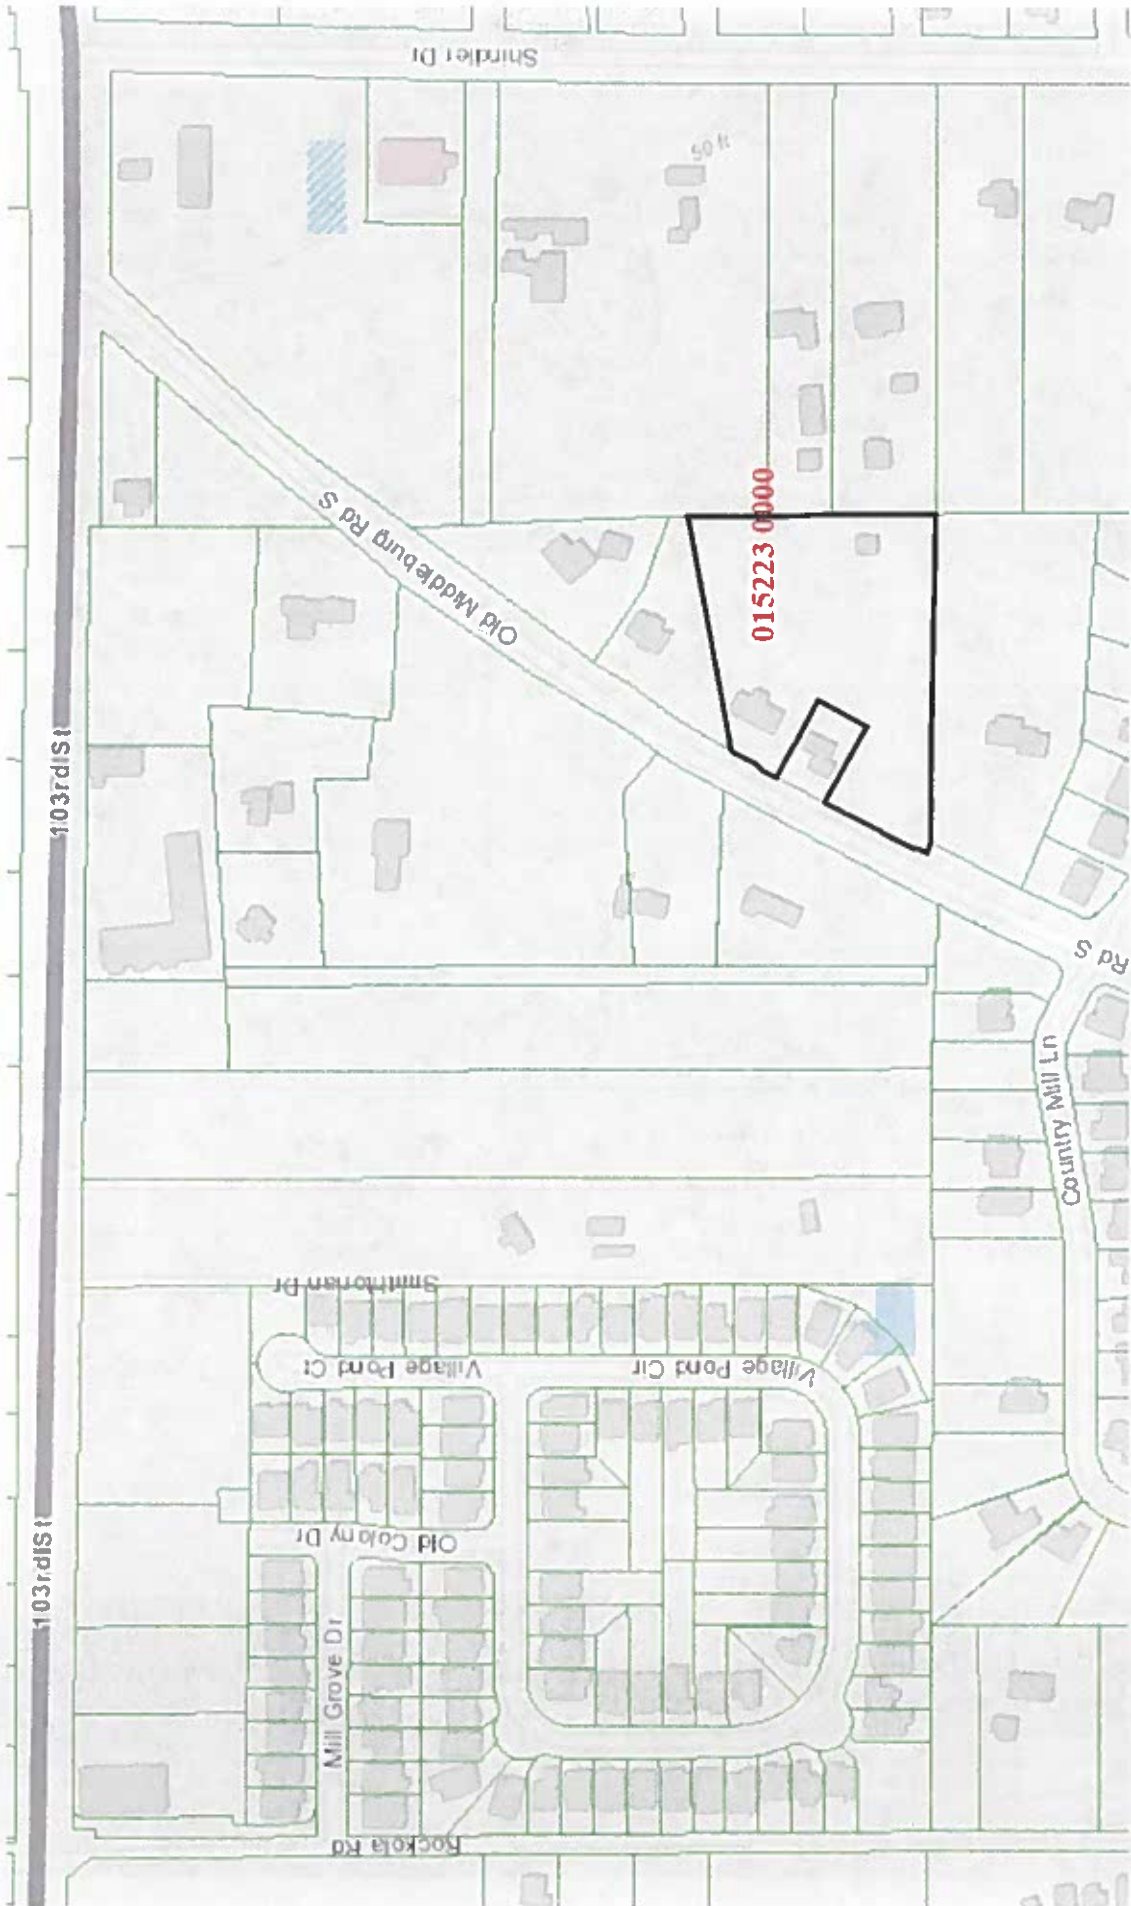 Shindler Dr
50 ft
Old Middleburg Rd S
015223 0000
103rd St
Rd S
Country Mill Ln
Smithtonian Dr
Village Pond Ct
Village Pond Cir
103rd St
Old Colony Dr
Mill Grove Dr
Rockola Rd